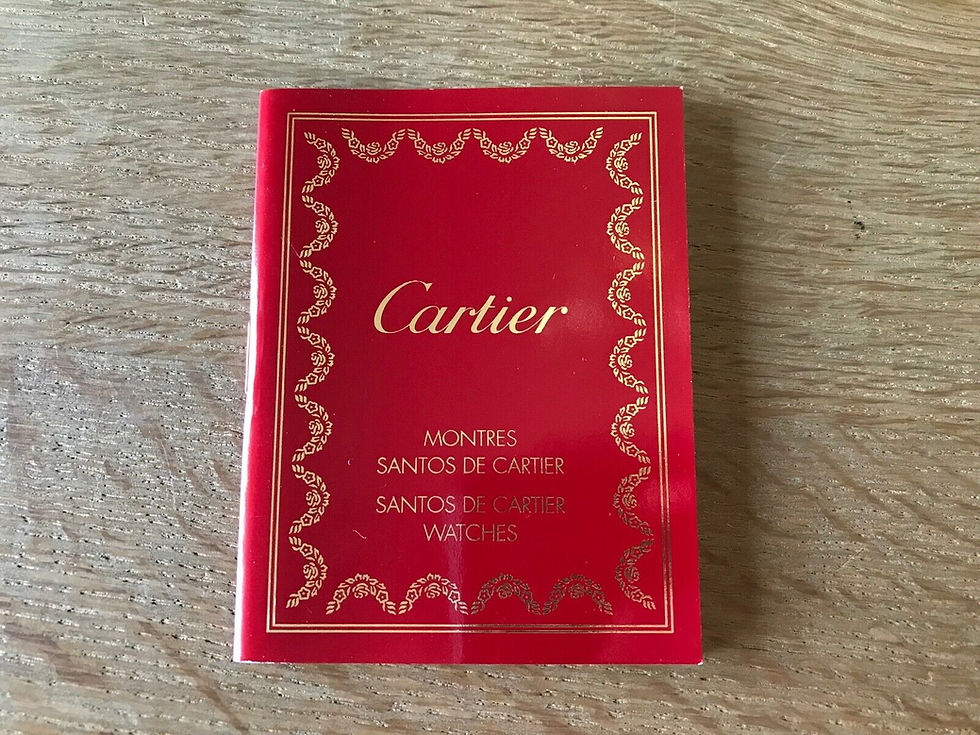 Cartier
MONTRES
SANTOS DE CARTIER
SANTOS DE CARTIER
WATCHES